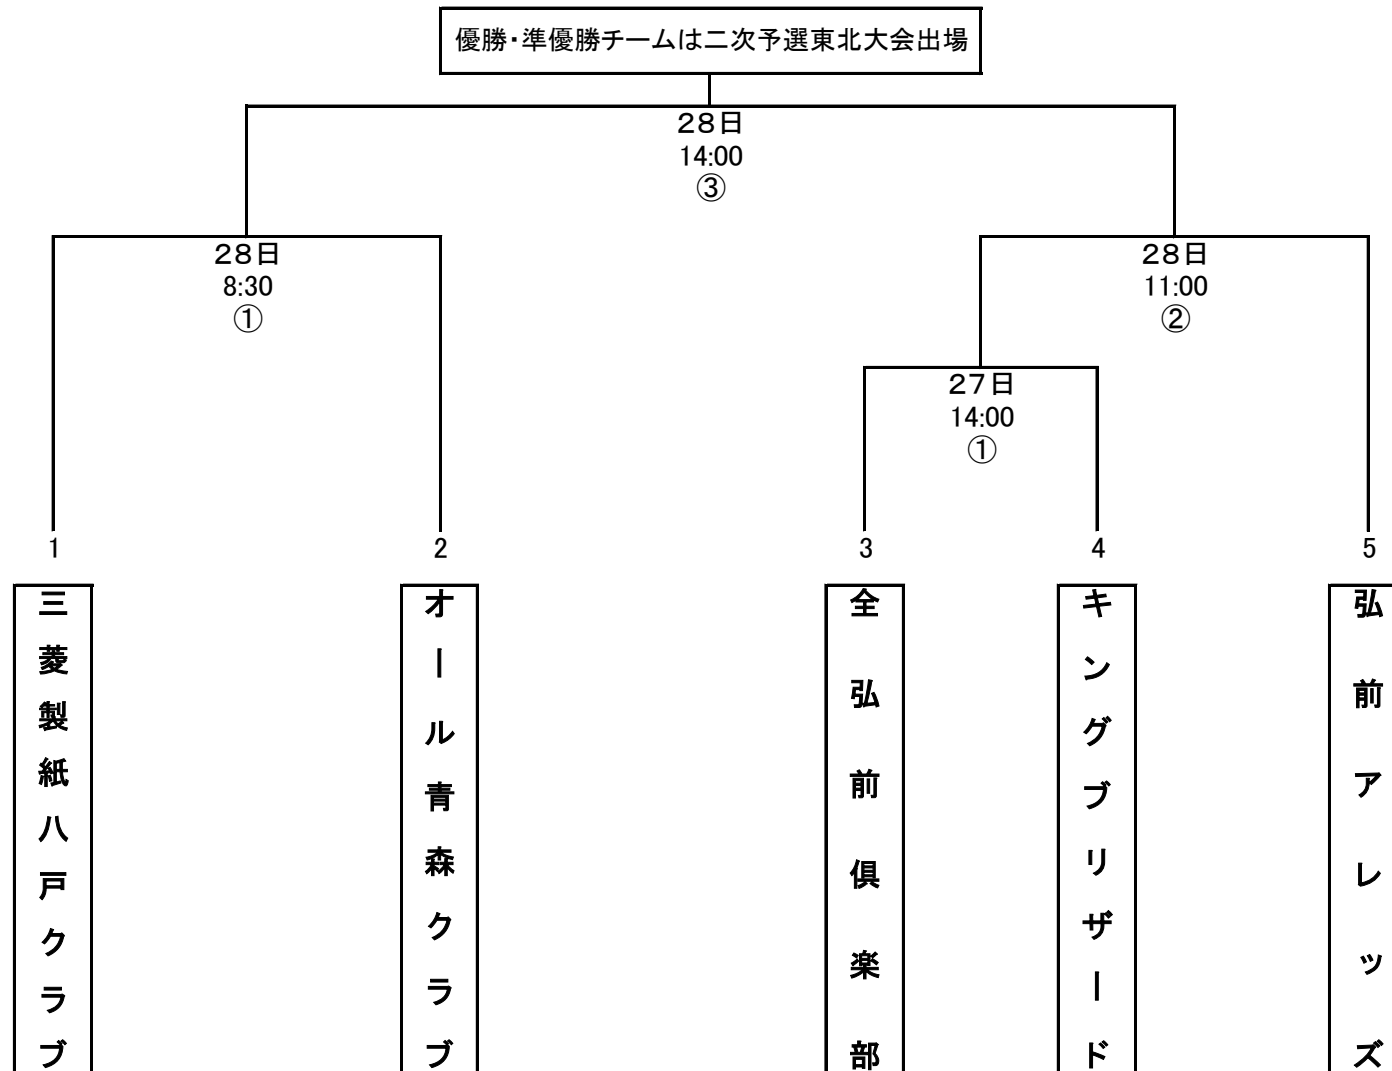 優勝・準優勝チームは二次予選東北大会出場
28日
14:00
③
28日
8:30
①
28日
11:00
②
27日
14:00
①
1
2
3
4
5
三菱製紙八戸クラブ
オール青森クラブ
全弘前倶楽部
キングブリザード
弘前アレッズ